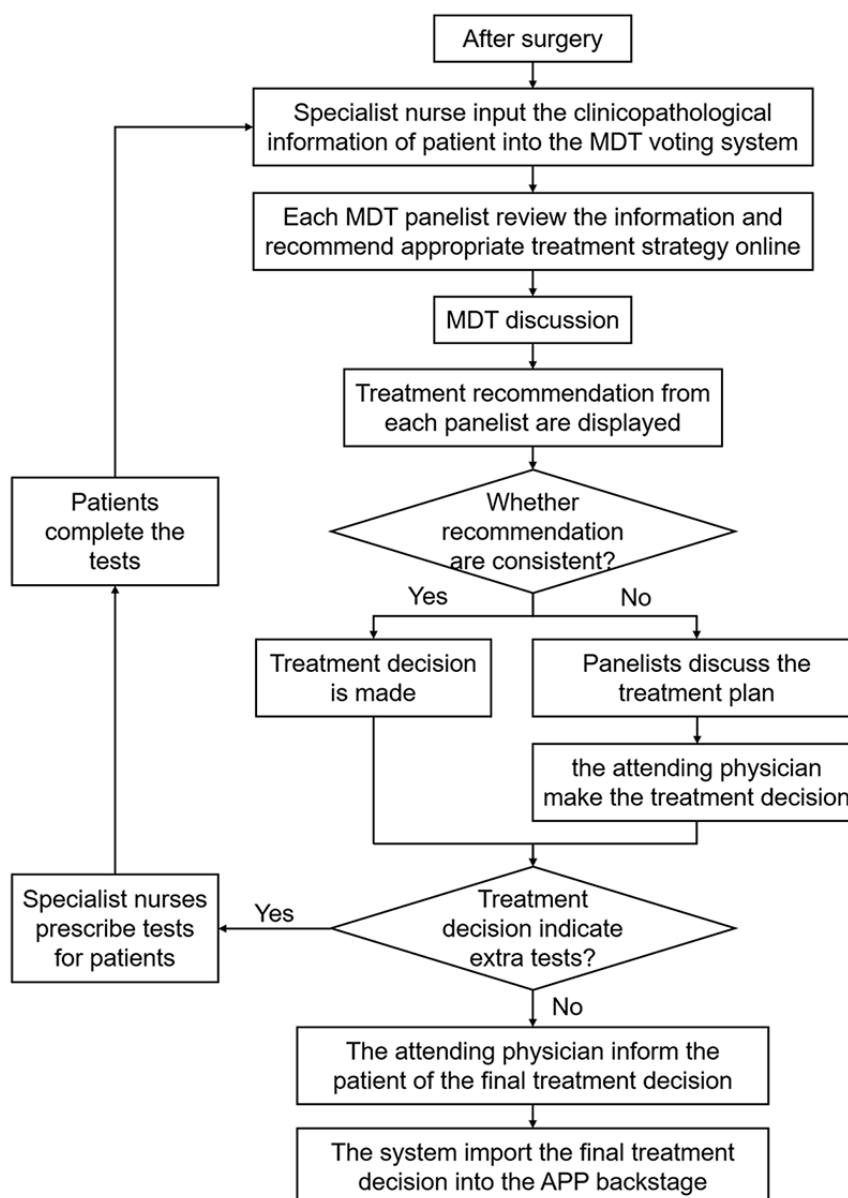 After surgery
Specialist nurse input the clinicopathological
information of patient into the MDT voting system
Each MDT panelist review the information and
recommend appropriate treatment strategy online
MDT discussion
Treatment recommendation from
each panelist are displayed
Whether
recommendation
are consistent?
Yes
No
Treatment decision
is made
Panelists discuss the
treatment plan
the attending physician
make the treatment decision
Treatment
decision indicate
extra tests?
Yes
Specialist nurses
prescribe tests
for patients
Patients
complete the
tests
No
The attending physician inform the
patient of the final treatment decision
The system import the final treatment
decision into the APP backstage